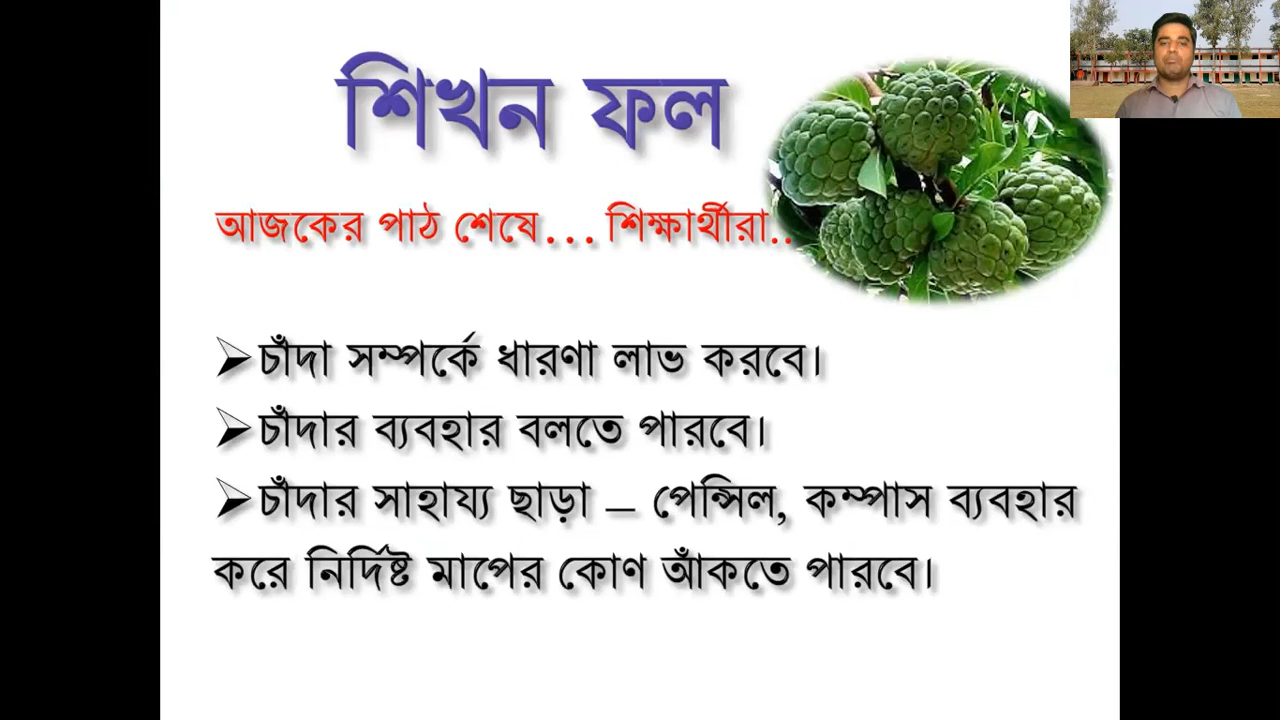 শিখন ফল
আজকের পাঠ শেষে... শিক্ষার্থীরা..
➢চাঁদা সম্পর্কে ধারণা লাভ করবে।
➢চাঁদার ব্যবহার বলতে পারবে।
➢চাঁদার সাহায্য ছাড়া – পেন্সিল, কম্পাস ব্যবহার
করে নির্দিষ্ট মাপের কোণ আঁকতে পারবে।